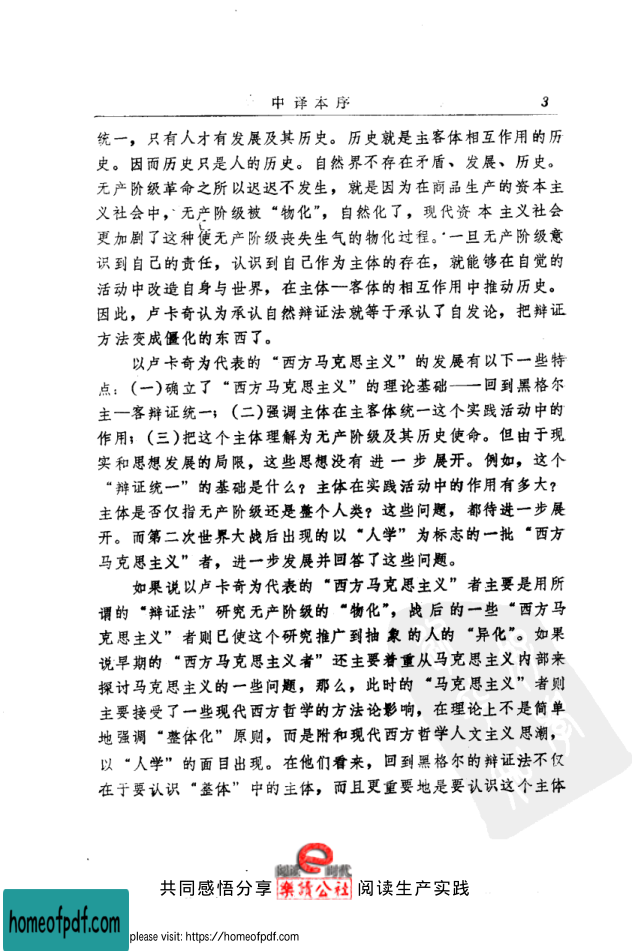 中译本序 3
统一，只有人才有发展及其历史。历史就是主客体相互作用的历
史。因而历史只是人的历史。自然界不存在矛盾、发展、历史。
无产阶级革命之所以迟迟不发生，就是因为在商品生产的资本主
义社会中，无产阶级被“物化”，自然化了，现代资本主义社会
更加剧了这种使无产阶级丧失生气的物化过程。一旦无产阶级意
识到自己的责任，认识到自己作为主体的存在，就能够在自觉的
活动中改造自身与世界，在主体—客体的相互作用中推动历史。
因此，卢卡奇认为承认自然辩证法就等于承认了自发论，把辩证
方法变成僵化的东西了。
以卢卡奇为代表的“西方马克思主义”的发展有以下一些特
点：(一)确立了“西方马克思主义”的理论基础——回到黑格尔
主—客辩证统一；(二)强调主体在主客体统一这个实践活动中的
作用；(三)把这个主体理解为无产阶级及其历史使命。但由于现
实和思想发展的局限，这些思想没有进一步展开。例如，这个
“辩证统一”的基础是什么？主体在实践活动中的作用有多大？
主体是否仅指无产阶级还是整个人类？这些问题，都待进一步展
开。而第二次世界大战后出现的以“人学”为标志的一批“西方
马克思主义”者，进一步发展并回答了这些问题。
如果说以卢卡奇为代表的“西方马克思主义”者主要是用所
谓的“辩证法”研究无产阶级的“物化”，战后的一些“西方马
克思主义”者则已使这个研究推广到抽象的人的“异化”。如果
说早期的“西方马克思主义者”还主要着重从马克思主义内部来
探讨马克思主义的一些问题，那么，此时的“马克思主义”者则
主要接受了一些现代西方哲学的方法论影响，在理论上不是简单
地强调“整体化”原则，而是附和现代西方哲学人文主义思潮，
以“人学”的面目出现。在他们看来，回到黑格尔的辩证法不仅
在于要认识“整体”中的主体，而且更重要地是要认识这个主体
阅读 e 时代
共同感悟分享 乐读公社 阅读生产实践
homeofpdf.com
please visit: https://homeofpdf.com